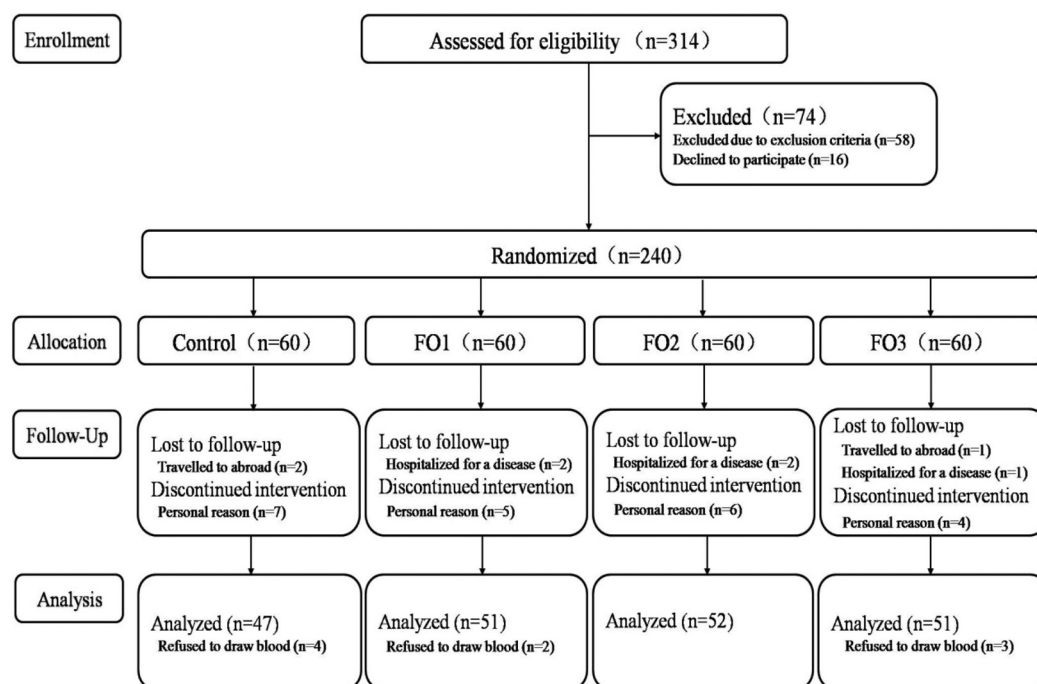 Enrollment
Assessed for eligibility （n=314）
Excluded（n=74）
Excluded due to exclusion criteria (n=58)
Declined to participate (n=16)
Randomized（n=240）
Allocation
Control（n=60）
FO1（n=60）
FO2（n=60）
FO3（n=60）
Follow-Up
Lost to follow-up
Travelled to abroad (n=2)
Discontinued intervention
Personal reason (n=7)
Lost to follow-up
Hospitalized for a disease (n=2)
Discontinued intervention
Personal reason (n=5)
Lost to follow-up
Hospitalized for a disease (n=2)
Discontinued intervention
Personal reason (n=6)
Lost to follow-up
Travelled to abroad (n=1)
Hospitalized for a disease (n=1)
Discontinued intervention
Personal reason (n=4)
Analysis
Analyzed (n=47)
Refused to draw blood (n=4)
Analyzed (n=51)
Refused to draw blood (n=2)
Analyzed (n=52)
Analyzed (n=51)
Refused to draw blood (n=3)